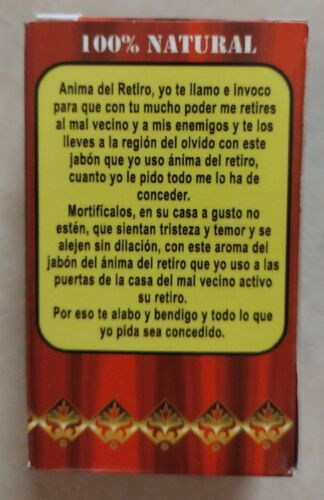 100% NATURAL
Anima del Retiro, yo te llamo e invoco
para que con tu mucho poder me retires
al mal vecino y a mis enemigos y te los
lleves a la región del olvido con este
jabón que yo uso ánima del retiro,
cuanto yo le pido todo me lo ha de
conceder.
Mortifícalos, en su casa a gusto no
estén, que sientan tristeza y temor y se
alejen sin dilación, con este aroma del
jabón del ánima del retiro que yo uso a las
puertas de la casa del mal vecino activo
su retiro.
Por eso te alabo y bendigo y todo lo que
yo pida sea concedido.